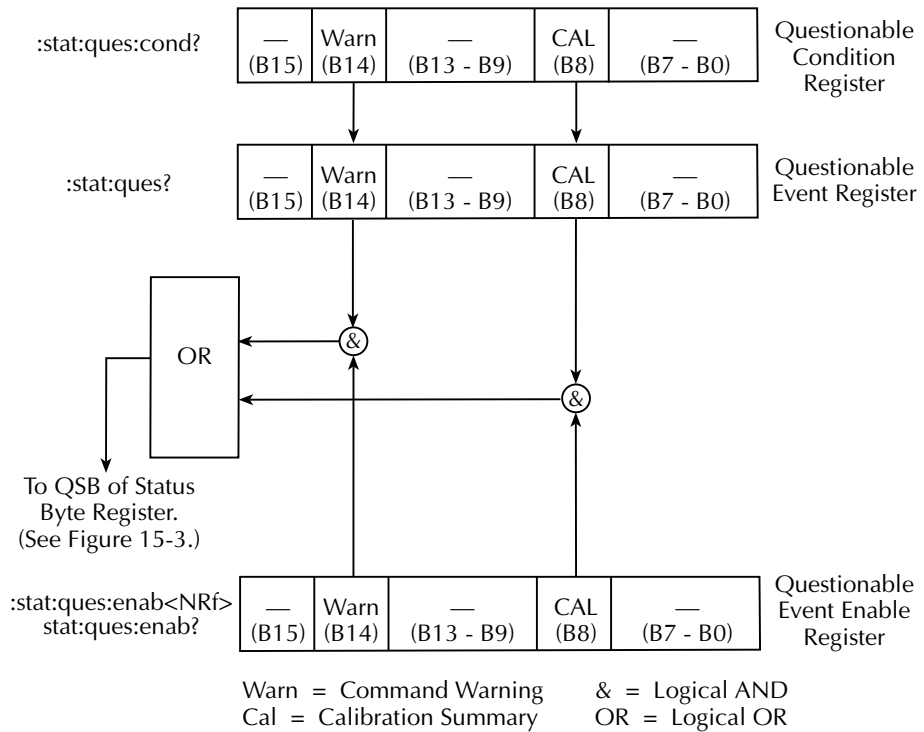 :stat:ques:cond?
— Warn — CAL —
(B15) (B14) (B13 - B9) (B8) (B7 - B0)
Questionable
Condition
Register
:stat:ques?
— Warn — CAL —
(B15) (B14) (B13 - B9) (B8) (B7 - B0)
Questionable
Event Register
&
OR
&
To QSB of Status
Byte Register.
(See Figure 15-3.)
:stat:ques:enab<NRf>
stat:ques:enab?
— Warn — CAL —
(B15) (B14) (B13 - B9) (B8) (B7 - B0)
Questionable
Event Enable
Register
Warn = Command Warning & = Logical AND
Cal = Calibration Summary OR = Logical OR